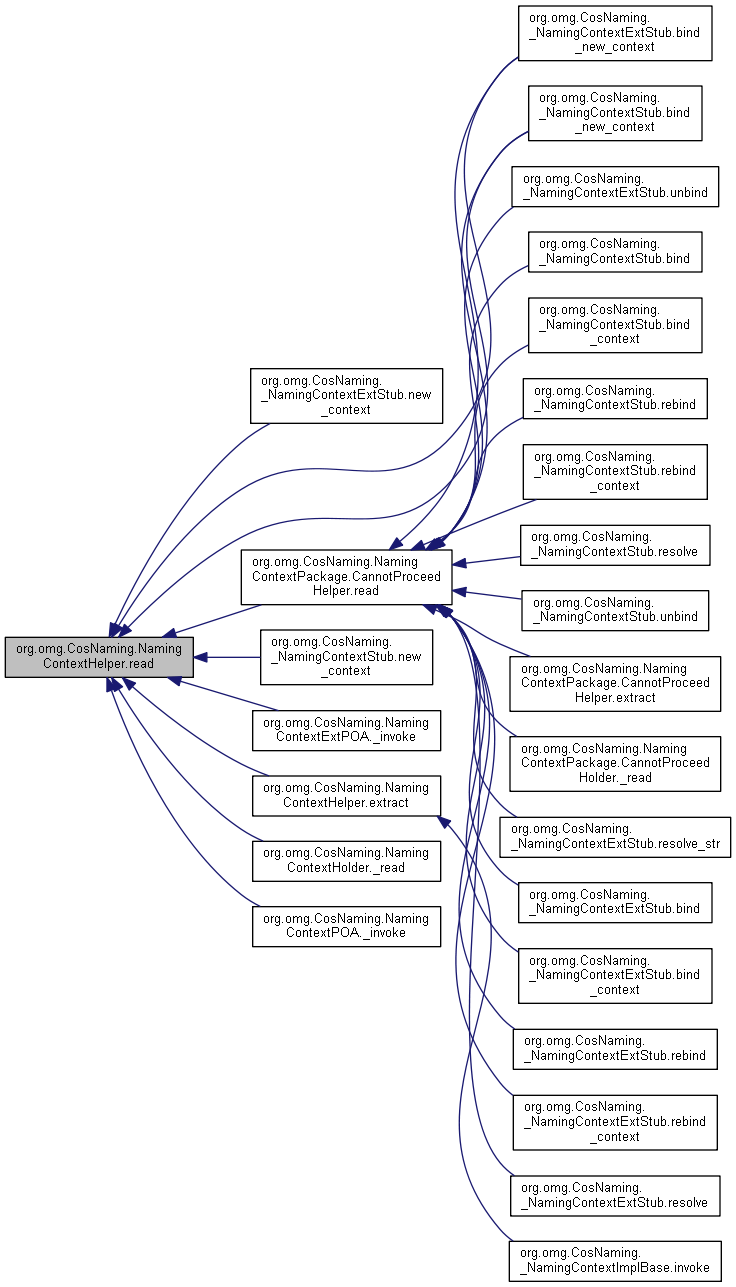 org.omg.CosNaming.
_NamingContextExtStub.bind
_new_context
org.omg.CosNaming.
_NamingContextStub.bind
_new_context
org.omg.CosNaming.
_NamingContextExtStub.unbind
org.omg.CosNaming.
_NamingContextStub.bind
org.omg.CosNaming.
_NamingContextStub.bind
_context
org.omg.CosNaming.
_NamingContextExtStub.new
_context
org.omg.CosNaming.
_NamingContextStub.rebind
org.omg.CosNaming.
_NamingContextStub.rebind
_context
org.omg.CosNaming.
_NamingContextStub.resolve
org.omg.CosNaming.Naming
ContextPackage.CannotProceed
Helper.read
org.omg.CosNaming.
_NamingContextStub.unbind
org.omg.CosNaming.Naming
ContextHelper.read
org.omg.CosNaming.
_NamingContextStub.new
_context
org.omg.CosNaming.Naming
ContextPackage.CannotProceed
Helper.extract
org.omg.CosNaming.Naming
ContextExtPOA._invoke
org.omg.CosNaming.Naming
ContextPackage.CannotProceed
Holder._read
org.omg.CosNaming.Naming
ContextHelper.extract
org.omg.CosNaming.
_NamingContextExtStub.resolve_str
org.omg.CosNaming.Naming
ContextHolder._read
org.omg.CosNaming.
_NamingContextExtStub.bind
org.omg.CosNaming.Naming
ContextPOA._invoke
org.omg.CosNaming.
_NamingContextExtStub.bind
_context
org.omg.CosNaming.
_NamingContextExtStub.rebind
org.omg.CosNaming.
_NamingContextExtStub.rebind
_context
org.omg.CosNaming.
_NamingContextExtStub.resolve
org.omg.CosNaming.
_NamingContextImplBase.invoke